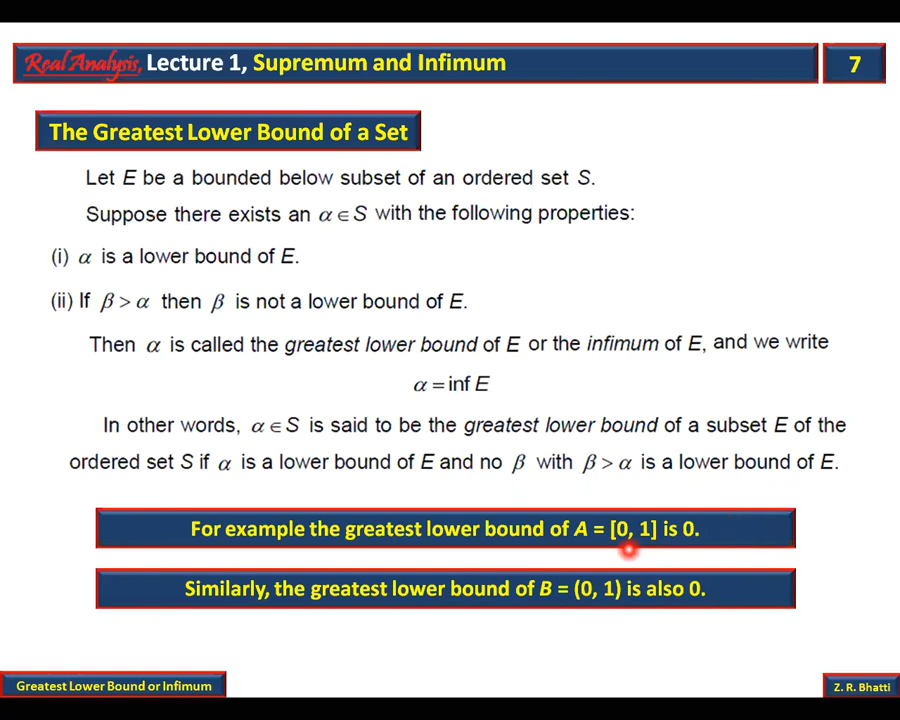 Real Analysis, Lecture 1, Supremum and Infimum
7
The Greatest Lower Bound of a Set
Let E be a bounded below subset of an ordered set S.
Suppose there exists an α ∈ S with the following properties:
(i) α is a lower bound of E.
(ii) If β > α then β is not a lower bound of E.
Then α is called the greatest lower bound of E or the infimum of E, and we write
α = inf E
In other words, α ∈ S is said to be the greatest lower bound of a subset E of the
ordered set S if α is a lower bound of E and no β with β > α is a lower bound of E.
For example the greatest lower bound of A = [0, 1] is 0.
Similarly, the greatest lower bound of B = (0, 1) is also 0.
Greatest Lower Bound or Infimum
Z. R. Bhatti